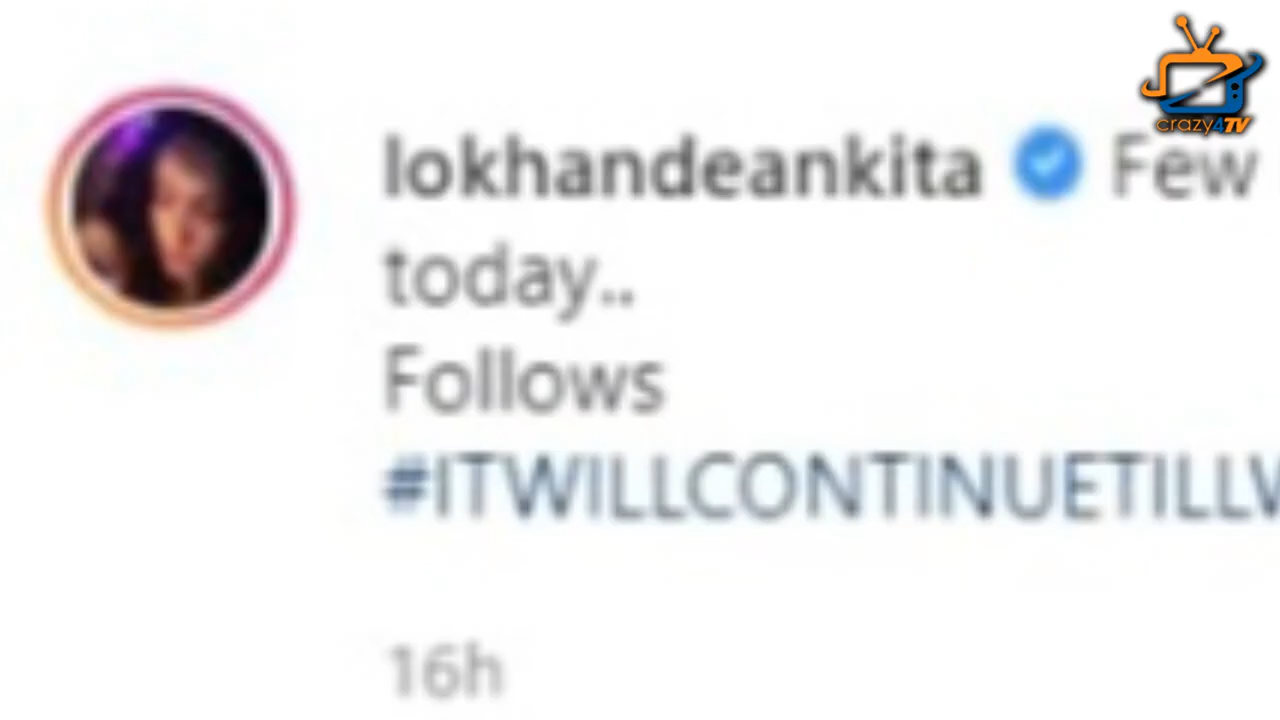 crazy4TV
lokhandeankita Few
today..
Follows
#ITWILLCONTINUETILLW
16h